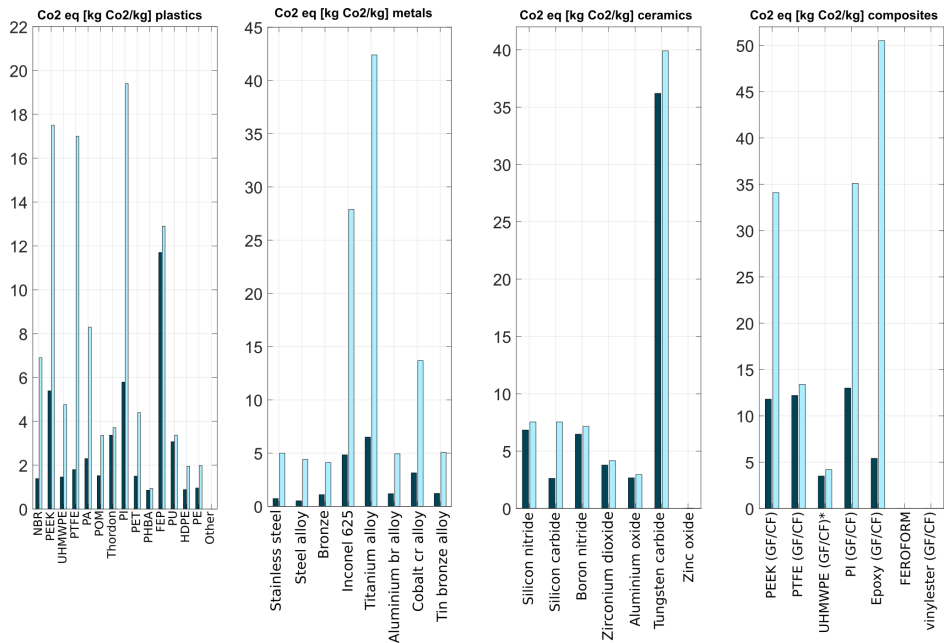 Co2 eq [kg Co2/kg] plastics
22
20
18
16
14
12
10
8
6
4
2
0
NBR
PEEK
UHMWPE
PTFE
PA
POM
Thordon
PI
PET
PHBA
FEP
PU
HDPE
PE
Other
Co2 eq [kg Co2/kg] metals
45
40
35
30
25
20
15
10
5
0
Stainless steel
Steel alloy
Bronze
Inconel 625
Titanium alloy
Aluminium br alloy
Cobalt cr alloy
Tin bronze alloy
Co2 eq [kg Co2/kg] ceramics
40
35
30
25
20
15
10
5
0
Silicon nitride
Silicon carbide
Boron nitride
Zirconium dioxide
Aluminium oxide
Tungsten carbide
Zinc oxide
Co2 eq [kg Co2/kg] composites
50
45
40
35
30
25
20
15
10
5
0
PEEK (GF/CF)
PTFE (GF/CF)
UHMWPE (GF/CF)*
PI (GF/CF)
Epoxy (GF/CF)
FEROFORM
vinylester (GF/CF)